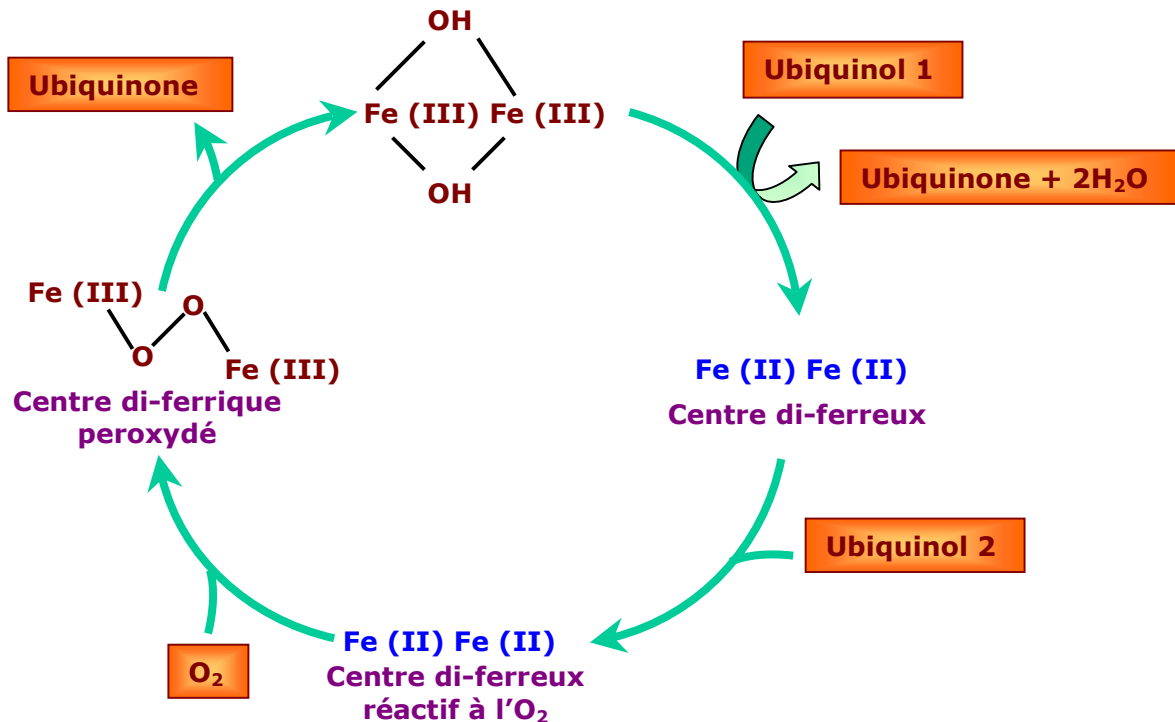 OH
Ubiquinone
Ubiquinol 1
Fe (III) Fe (III)
Ubiquinone + 2H₂O
OH
Fe (III)
O
O
Fe (III)
Centre di-ferrique
peroxydé
Fe (II) Fe (II)
Centre di-ferreux
Ubiquinol 2
Fe (II) Fe (II)
Centre di-ferreux
réactif à l’O₂
O₂